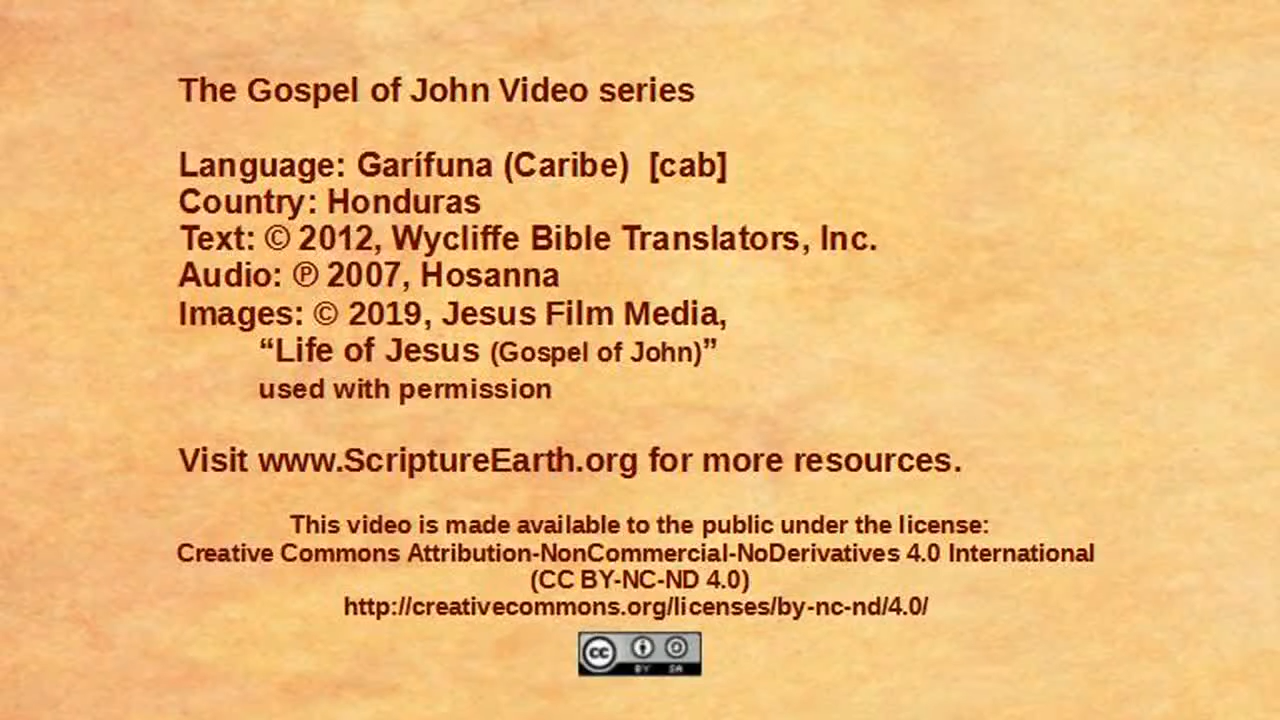 The Gospel of John Video series
Language: Garífuna (Caribe) [cab]
Country: Honduras
Text: © 2012, Wycliffe Bible Translators, Inc.
Audio: ℗ 2007, Hosanna
Images: © 2019, Jesus Film Media,
“Life of Jesus (Gospel of John)”
used with permission
Visit www.ScriptureEarth.org for more resources.
This video is made available to the public under the license:
Creative Commons Attribution-NonCommercial-NoDerivatives 4.0 International
(CC BY-NC-ND 4.0)
http://creativecommons.org/licenses/by-nc-nd/4.0/
cc BY SA